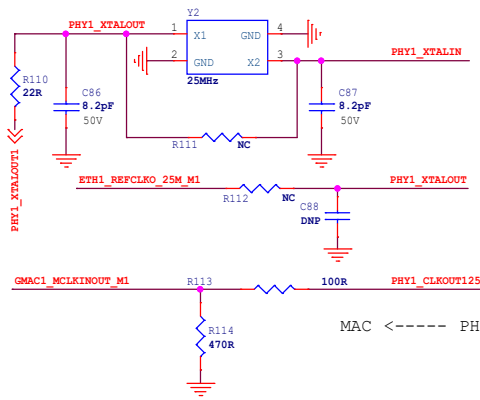 Y2
PHY1_XTALOUT
1
X1
GND
4
2
GND
X2
3
PHY1_XTALIN
25MHz
R110
22R
C86
8.2pF
50V
C87
8.2pF
50V
R111
NC
PHY1_XTALOUT1
ETH1_REFCLKO_25M_M1
R112
NC
PHY1_XTALOUT
C88
DNP
GMAC1_MCLKINOUT_M1
R113
100R
PHY1_CLKOUT125
R114
470R
MAC <----- PH